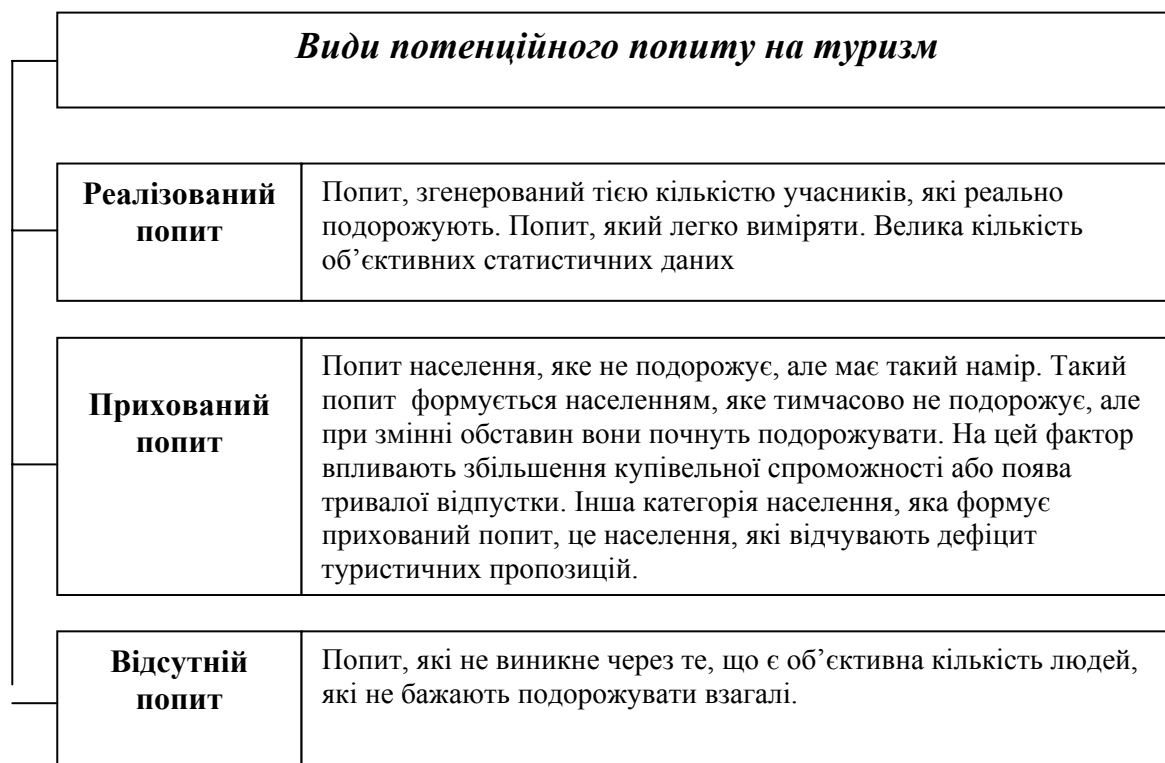 Види потенційного попиту на туризм
Реалізований
попит
Попит, згенерований тією кількістю учасників, які реально
подорожують. Попит, який легко виміряти. Велика кількість
об’єктивних статистичних даних
Прихований
попит
Попит населення, яке не подорожує, але має такий намір. Такий
попит формується населенням, яке тимчасово не подорожує, але
при змінні обставин вони почнуть подорожувати. На цей фактор
впливають збільшення купівельної спроможності або поява
тривалої відпустки. Інша категорія населення, яка формує
прихований попит, це населення, які відчувають дефіцит
туристичних пропозицій.
Відсутній
попит
Попит, які не виникне через те, що є об’єктивна кількість людей,
які не бажають подорожувати взагалі.